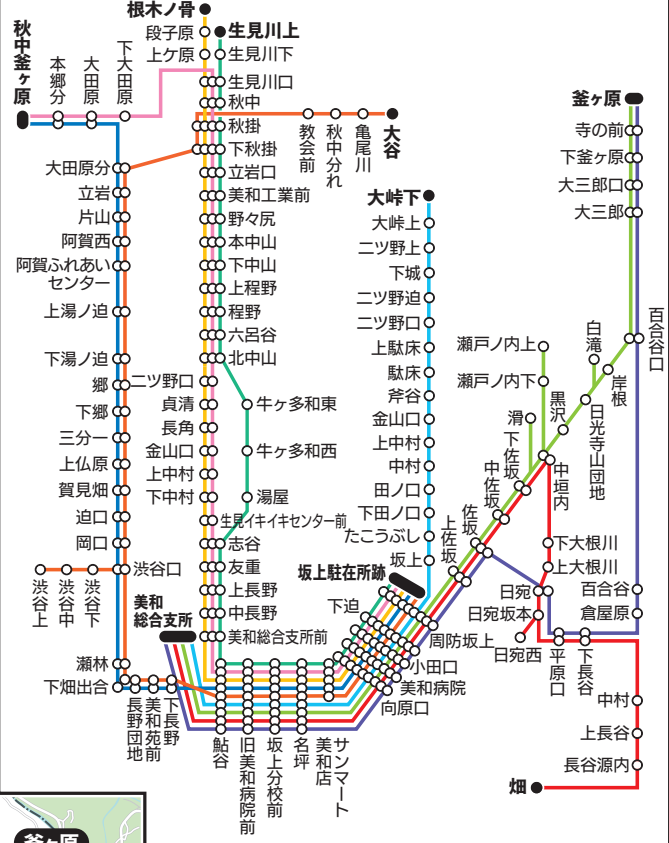 根木ノ骨
段子原
上ケ原
生見川上
生見川下
生見川口
秋中
秋掛
下秋掛
立岩口
美和工業前
野々尻
本中山
下中山
上程野
程野
六呂谷
北中山
二ツ野口
貞清
長角
金山口
上中村
下中村
牛ヶ多和東
牛ヶ多和西
湯屋
生見イキイキセンター前
志谷
友重
上長野
中長野
美和総合支所前
秋中釜ヶ原
本郷分
大田原
下大田原
大田原分
立岩
片山
阿賀西
阿賀ふれあい
センター
上湯ノ迫
下湯ノ迫
郷
下郷
三分一
上仏原
賀見畑
迫口
岡口
渋谷口
渋谷上
渋谷中
渋谷下
瀬林
下畑出合
長野団地
美和苑前
下長野
美和
総合支所
教会前
秋中分れ
亀尾川
大谷
大峠下
大峠上
二ツ野上
下城
二ツ野迫
二ツ野口
上駄床
駄床
斧谷
金山口
上中村
中村
田ノ口
下田ノ口
たこうぶし
坂上
坂上駐在所跡
下迫
周防坂上
小田口
美和病院
向原口
鮎谷
旧美和病院前
坂上分校前
名坪
サンマート
美和店
釜ヶ原
寺の前
下釜ヶ原
大三郎口
大三郎
百合谷口
白滝
岸根
日光寺山団地
黒沢
瀬戸ノ内上
瀬戸ノ内下
滑
下佐坂
中佐坂
佐坂
上佐坂
中垣内
下大根川
上大根川
日宛
日宛坂本
日宛西
平原口
下長谷
百合谷
倉屋原
中村
上長谷
長谷源内
畑
釜ヶ原